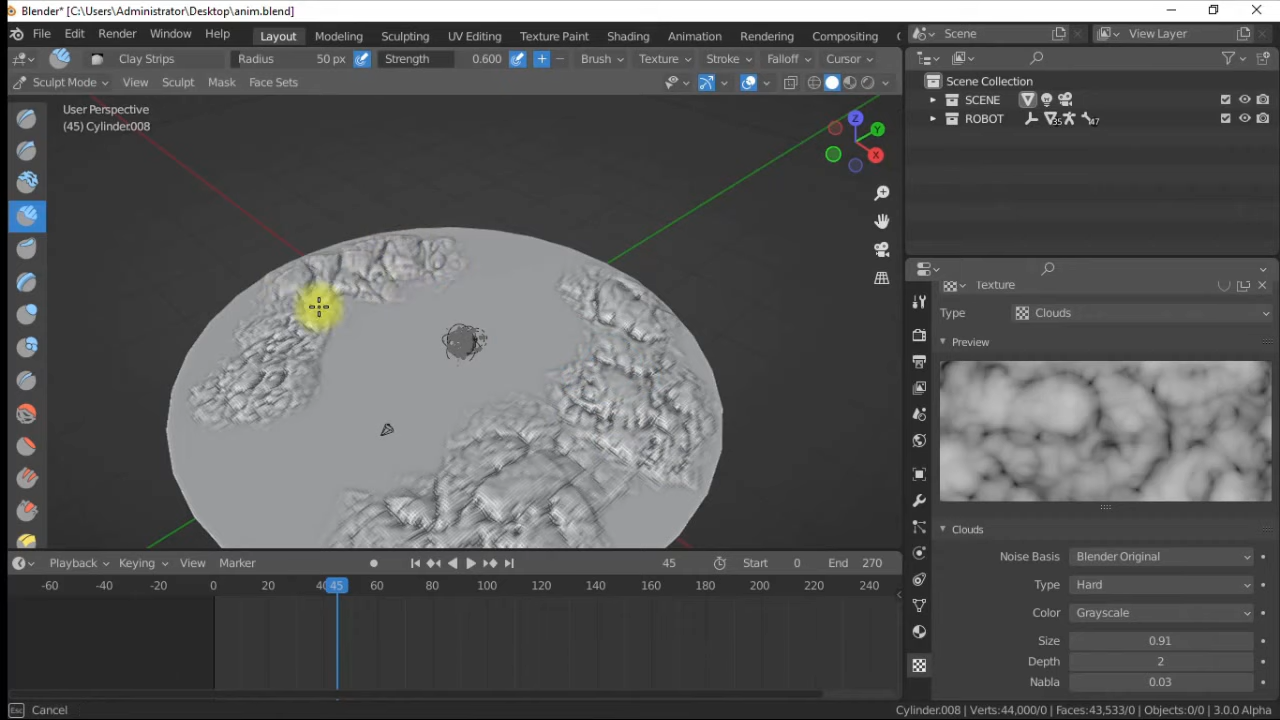 Blender* [C:\Users\Administrator\Desktop\anim.blend]
File Edit Render Window Help Layout Modeling Sculpting UV Editing Texture Paint Shading Animation Rendering Compositing Scene View Layer
Clay Strips Radius 50 px Strength 0.600 Brush Texture Stroke Falloff Cursor
Sculpt Mode View Sculpt Mask Face Sets
Scene Collection
SCENE
ROBOT 35 47
User Perspective
(45) Cylinder.008
Z
Y
X
Texture
Type Clouds
Preview
Clouds
Noise Basis Blender Original
Type Hard
Color Grayscale
Size 0.91
Depth 2
Nabla 0.03
Playback Keying View Marker 45 Start 0 End 270
-60 -40 -20 0 20 45 60 80 100 120 140 160 180 200 220 240
Esc Cancel Cylinder.008 | Verts:44,000/0 | Faces:43,533/0 | Objects:0/0 | 3.0.0 Alpha